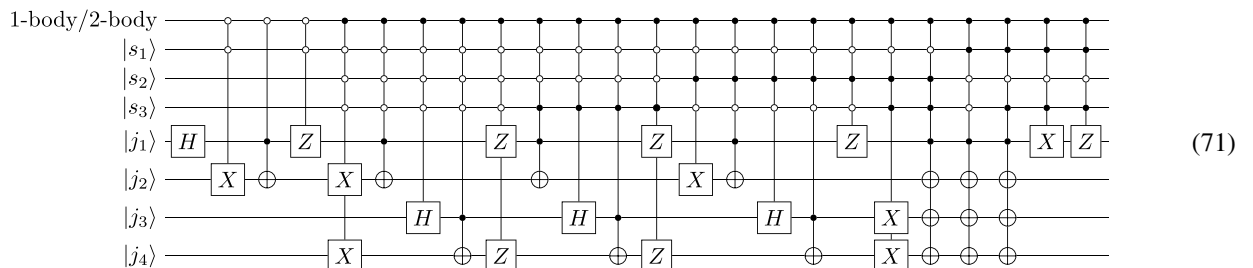 1-body/2-body
|s₁⟩
|s₂⟩
|s₃⟩
|j₁⟩ H Z Z Z Z X Z (71)
|j₂⟩ X X X
|j₃⟩ H H H X
|j₄⟩ X Z Z X